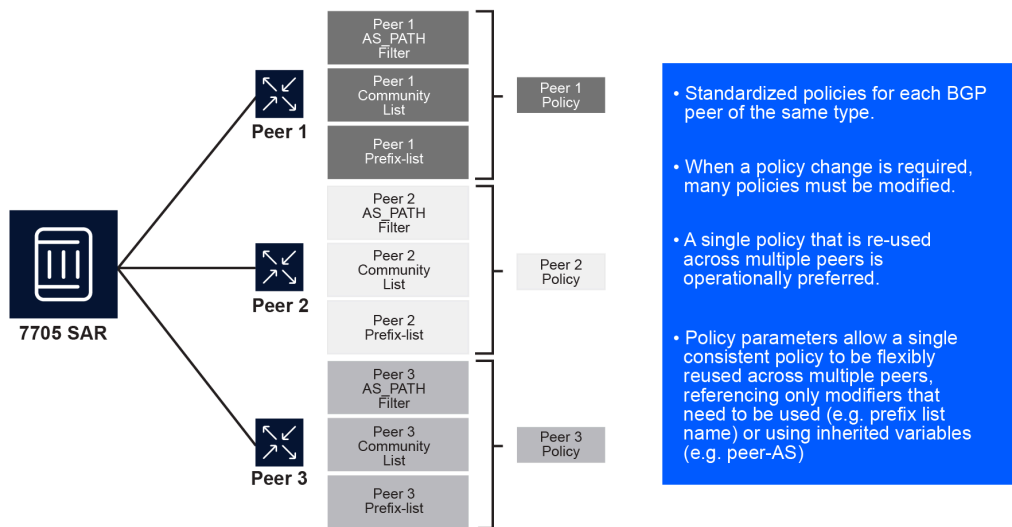 Peer 1
AS_PATH
Filter
Peer 1
Community
List
Peer 1
Prefix-list
Peer 1
Policy
Peer 1
Peer 2
AS_PATH
Filter
Peer 2
Community
List
Peer 2
Prefix-list
Peer 2
Policy
Peer 2
7705 SAR
Peer 3
AS_PATH
Filter
Peer 3
Community
List
Peer 3
Prefix-list
Peer 3
Policy
Peer 3
• Standardized policies for each BGP
peer of the same type.
• When a policy change is required,
many policies must be modified.
• A single policy that is re-used
across multiple peers is
operationally preferred.
• Policy parameters allow a single
consistent policy to be flexibly
reused across multiple peers,
referencing only modifiers that
need to be used (e.g. prefix list
name) or using inherited variables
(e.g. peer-AS)